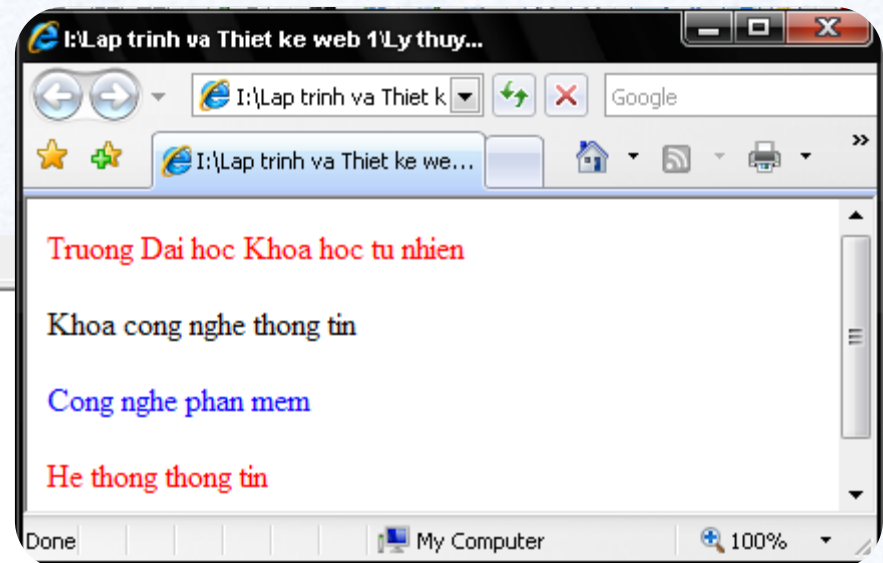 I:\Lap trinh va Thiet ke web 1\Ly thuy...
I:\Lap trinh va Thiet k
Google
I:\Lap trinh va Thiet ke we...
Truong Dai hoc Khoa hoc tu nhien
Khoa cong nghe thong tin
Cong nghe phan mem
He thong thong tin
Done
My Computer
100%